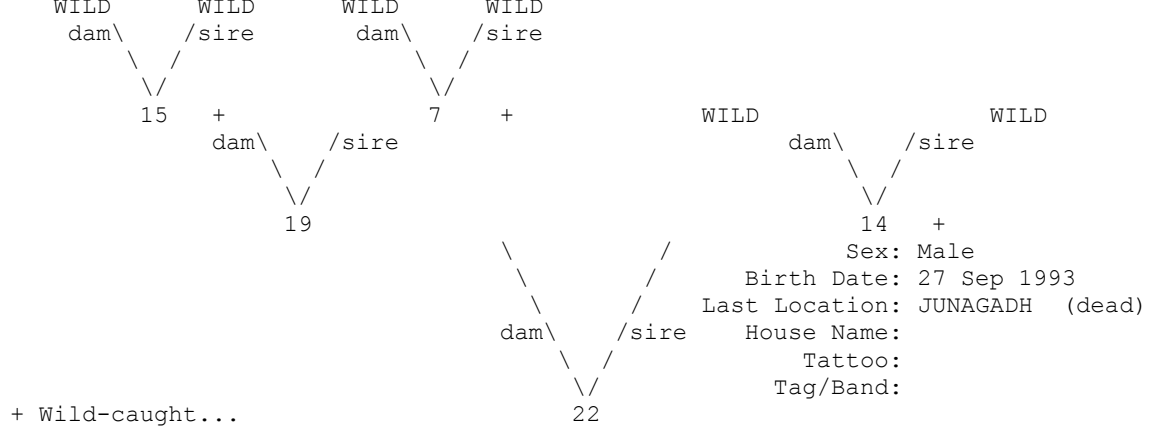 WILD WILD WILD WILD
dam\ /sire dam\ /sire
\ / \ /
\/ \/
15 + 7 + WILD WILD
dam\ /sire dam\ /sire
\ / \ /
\/ \/
19 14 +
\ / Sex: Male
\ / Birth Date: 27 Sep 1993
\ / Last Location: JUNAGADH (dead)
dam\ /sire House Name:
\ / Tattoo:
\/ Tag/Band:
+ Wild-caught... 22